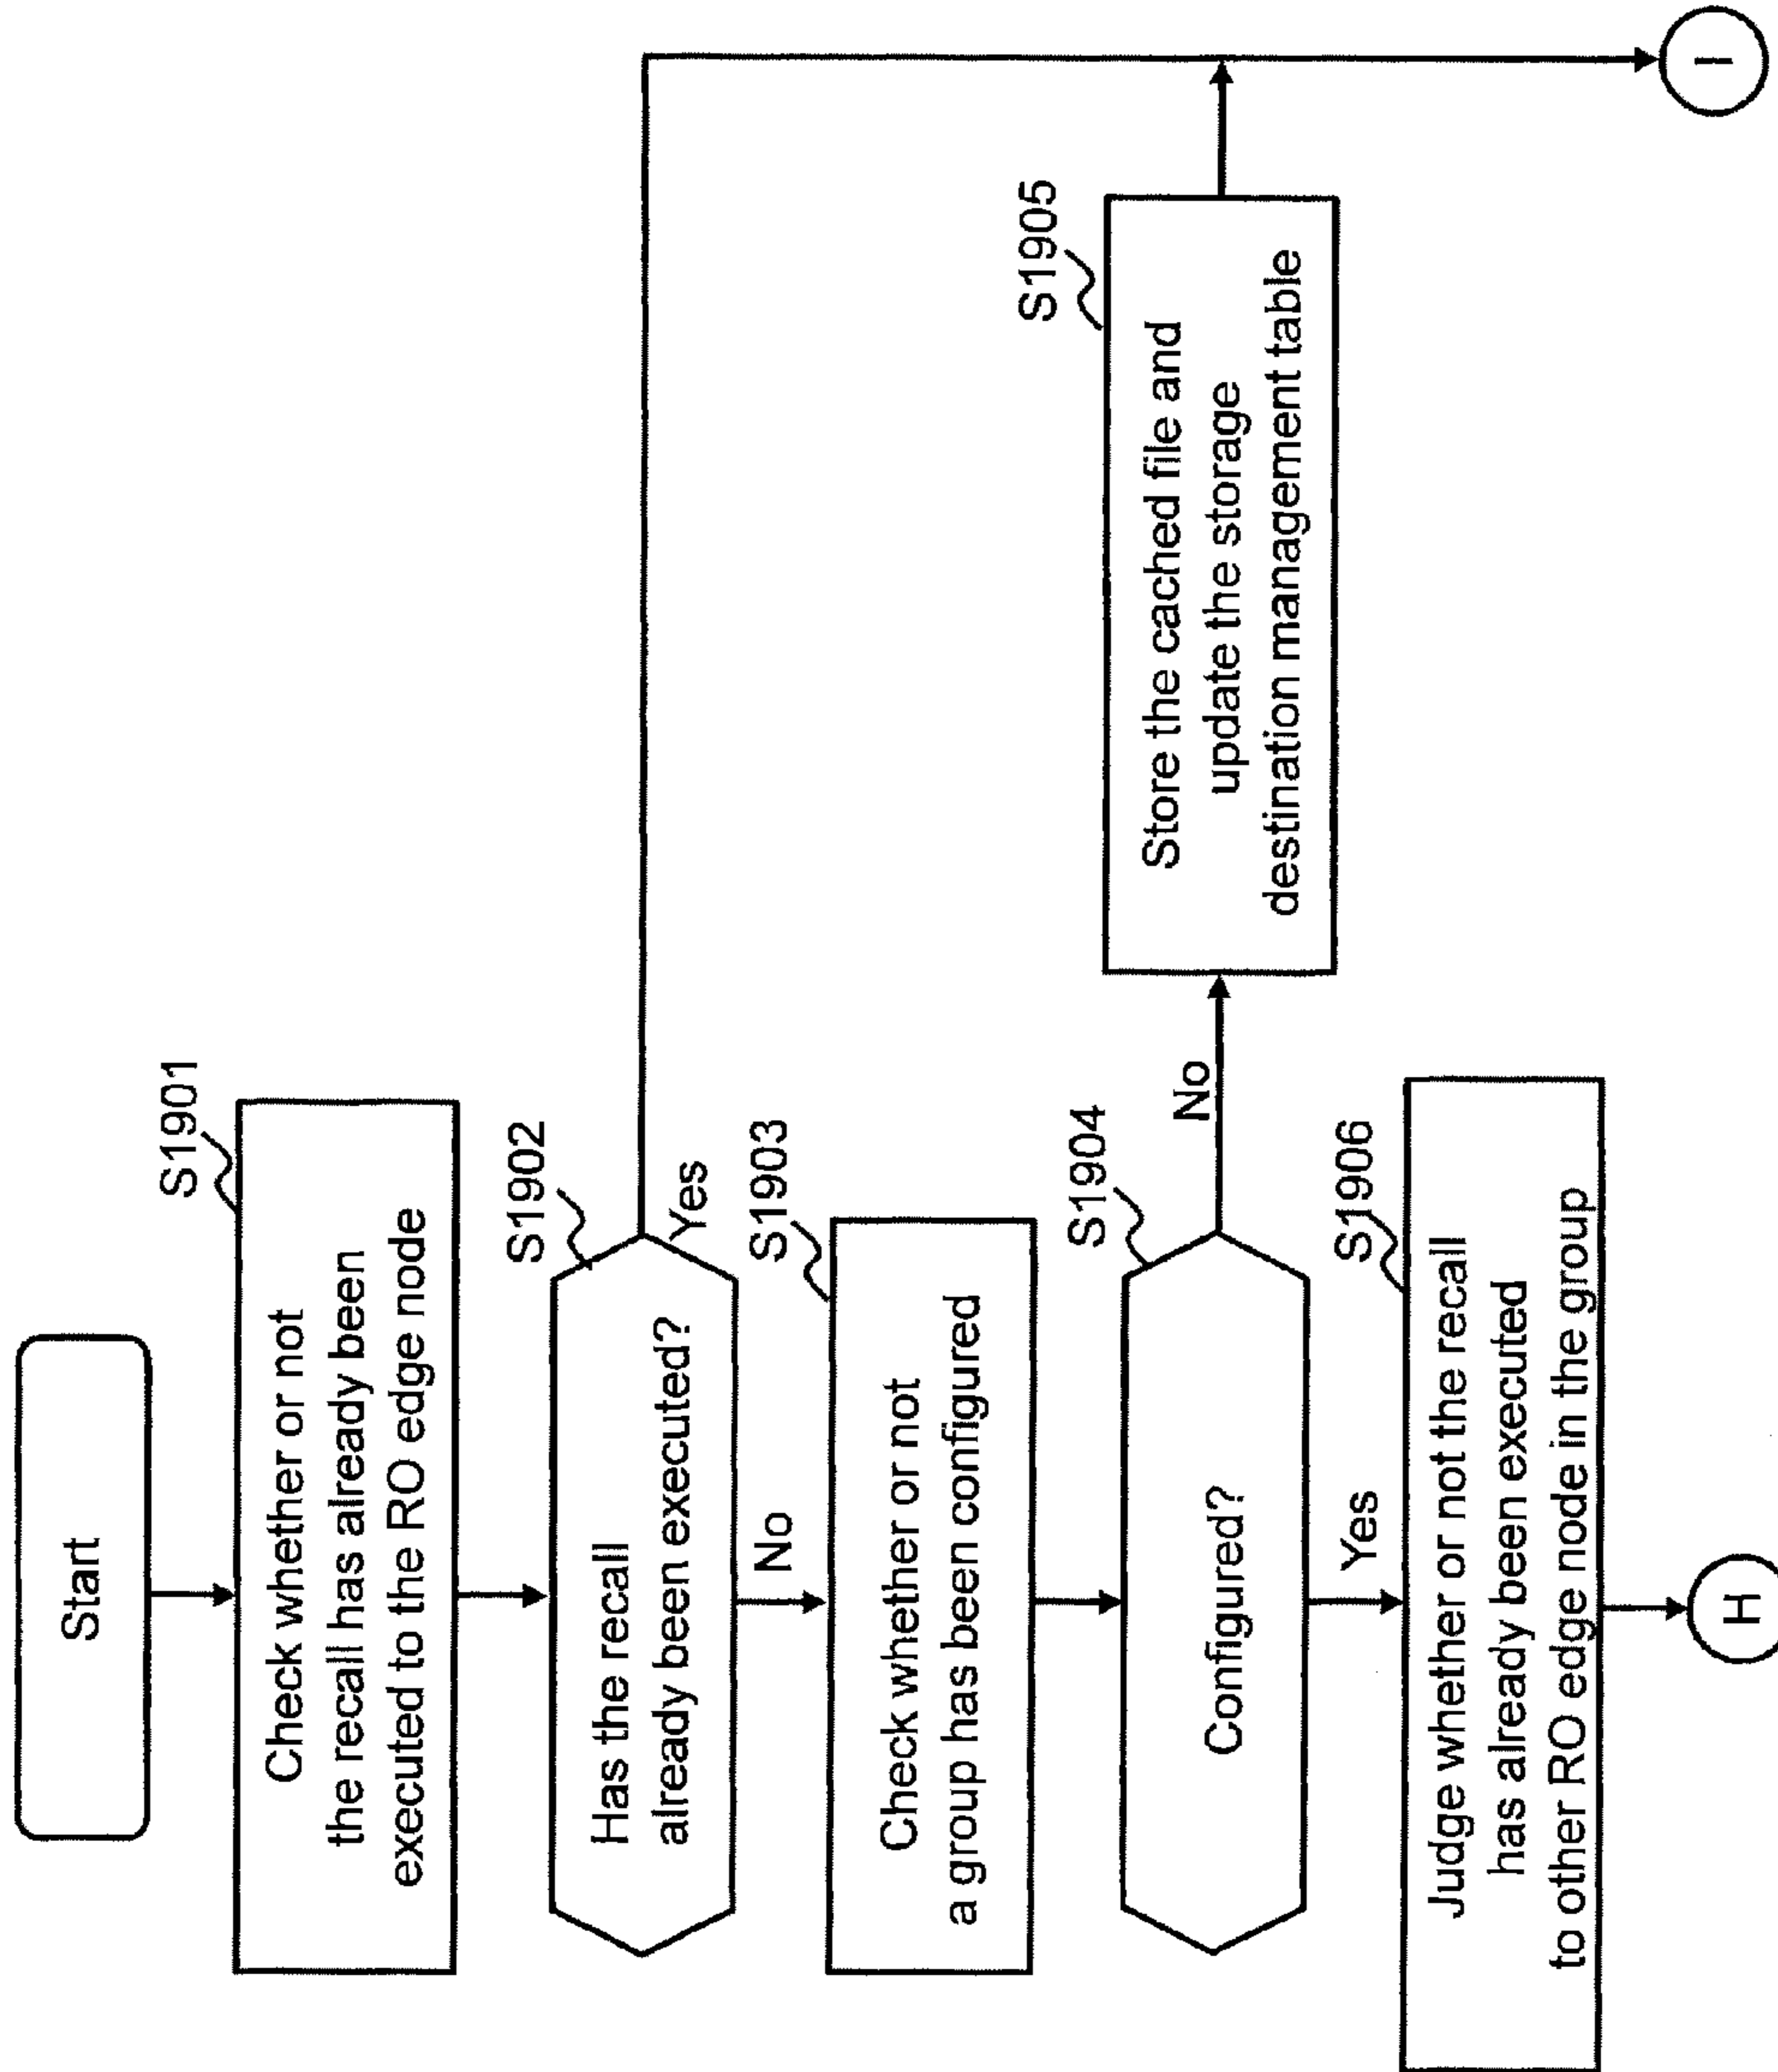 Start
S1901
Check whether or not
the recall has already been
executed to the RO edge node
S1902
Has the recall
already been executed?
Yes
No
S1903
Check whether or not
a group has been configured
S1904
Configured?
No
Yes
S1905
Store the cached file and
update the storage
destination management table
S1906
Judge whether or not the recall
has already been executed
to other RO edge node in the group
H
I